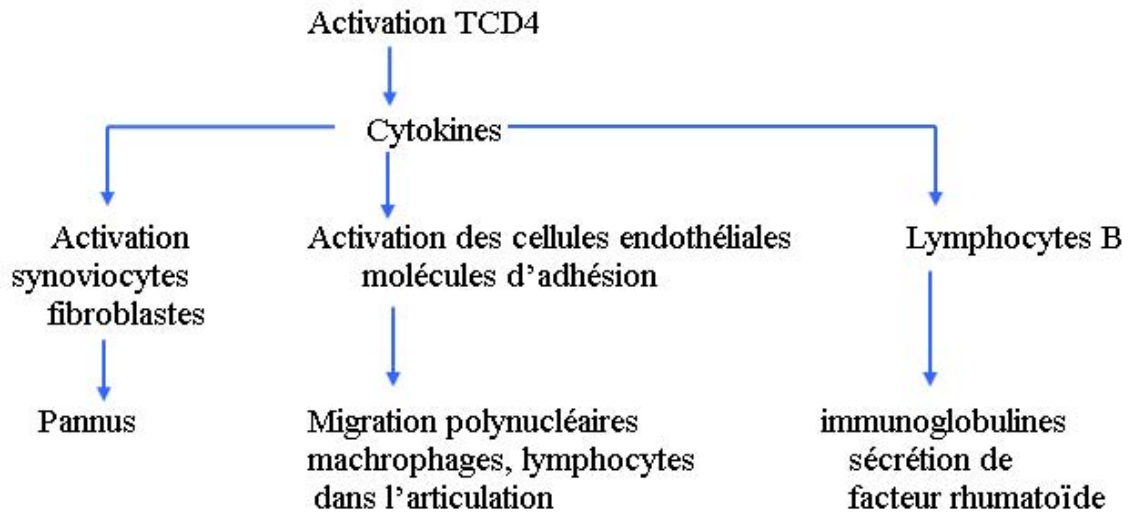 Activation TCD4
Cytokines
Activation
synoviocytes
fibroblastes
Activation des cellules endothéliales
molécules d'adhésion
Lymphocytes B
Pannus
Migration polynucléaires
machrophages, lymphocytes
dans l'articulation
immunoglobulines
sécrétion de
facteur rhumatoïde